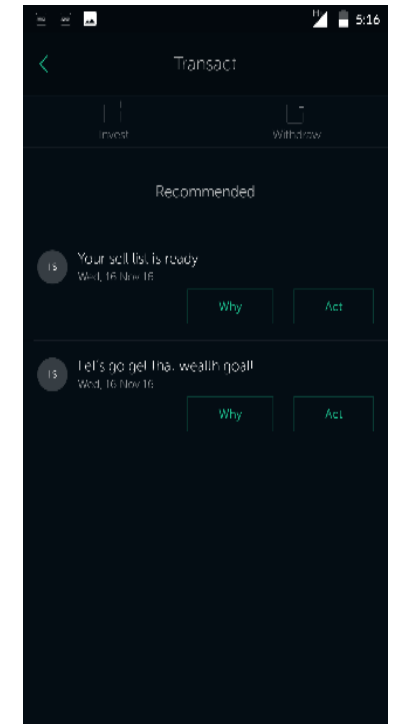 5:16
Transact
Invest
Withdraw
Recommended
IS
Your sell list is ready
Wed, 16 Nov 16
Why
Act
IS
Let's go get that wealth goal!
Wed, 16 Nov 16
Why
Act